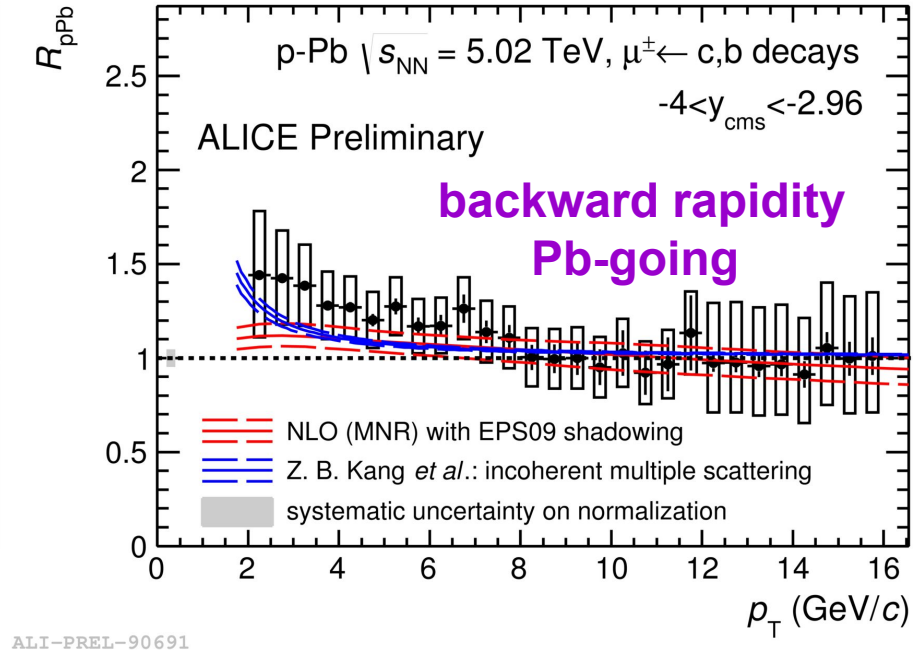 R_pPb
p-Pb √s_NN = 5.02 TeV, μ± ← c,b decays
-4<y_cms<-2.96
ALICE Preliminary
backward rapidity
Pb-going
2.5
2
1.5
1
0.5
0
NLO (MNR) with EPS09 shadowing
Z. B. Kang et al.: incoherent multiple scattering
systematic uncertainty on normalization
0 2 4 6 8 10 12 14 16
p_T (GeV/c)
ALI-PREL-90691